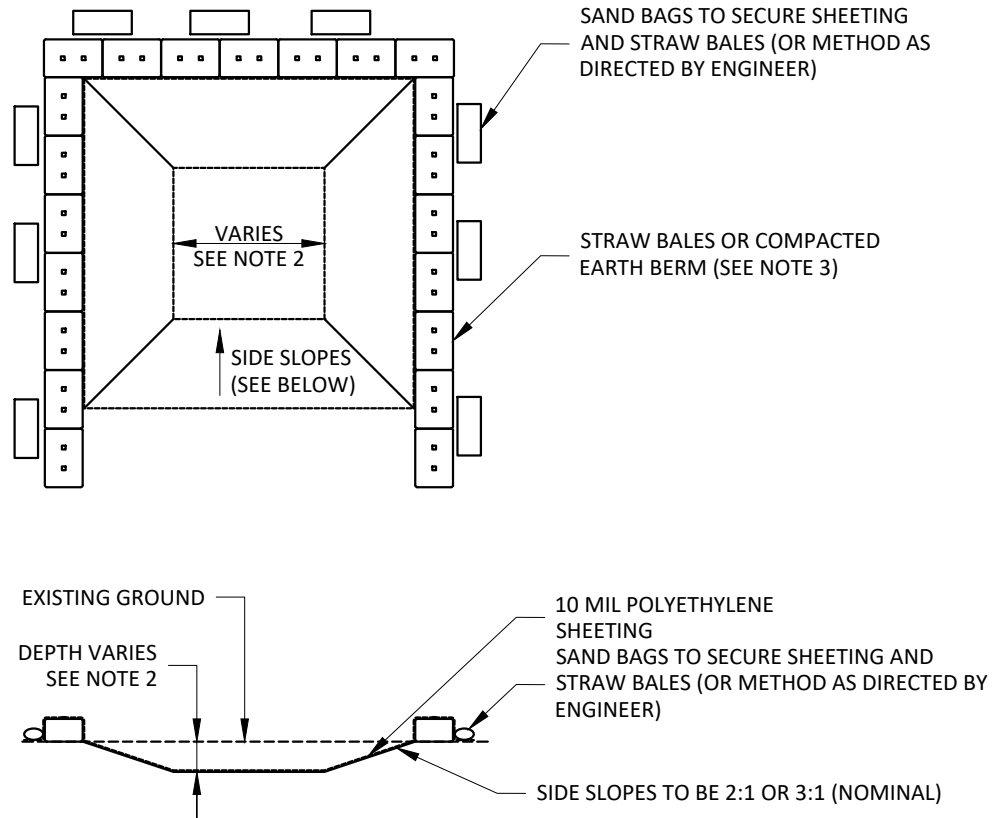 SAND BAGS TO SECURE SHEETING
AND STRAW BALES (OR METHOD AS
DIRECTED BY ENGINEER)
VARIES
SEE NOTE 2
STRAW BALES OR COMPACTED
EARTH BERM (SEE NOTE 3)
SIDE SLOPES
(SEE BELOW)
EXISTING GROUND
DEPTH VARIES
SEE NOTE 2
10 MIL POLYETHYLENE
SHEETING
SAND BAGS TO SECURE SHEETING AND
STRAW BALES (OR METHOD AS DIRECTED BY
ENGINEER)
SIDE SLOPES TO BE 2:1 OR 3:1 (NOMINAL)